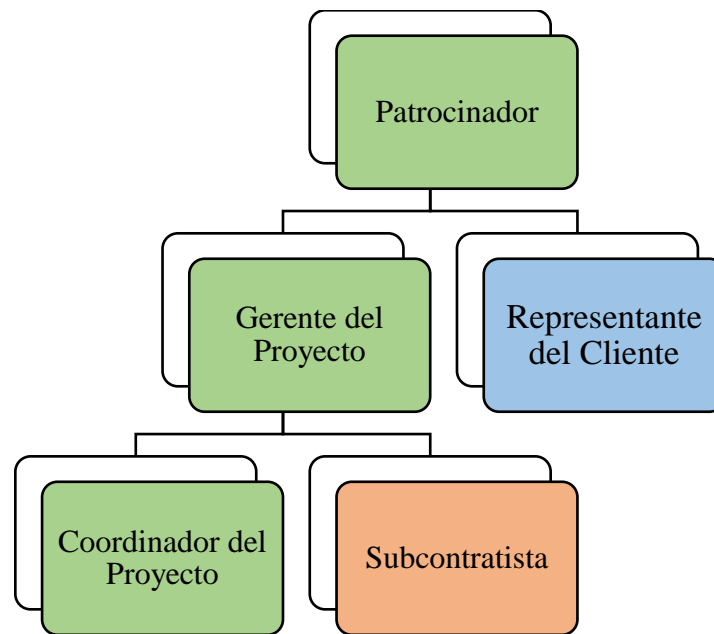 Patrocinador
Gerente del
Proyecto
Representante
del Cliente
Coordinador del
Proyecto
Subcontratista